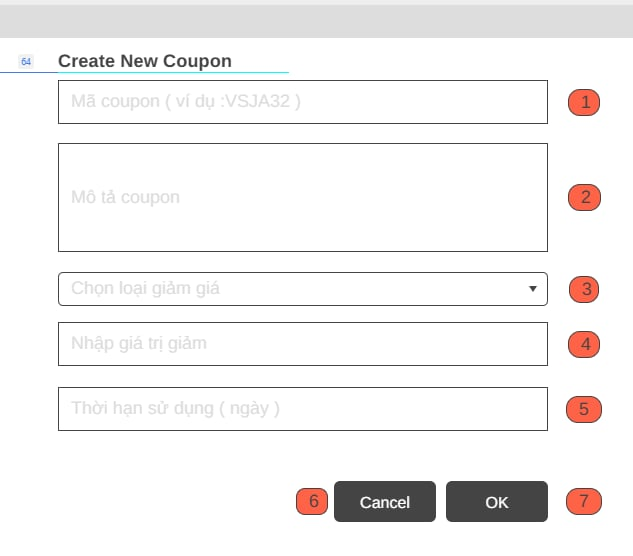 64
Create New Coupon
Mã coupon ( ví dụ :VSJA32 )
1
Mô tả coupon
2
Chọn loại giảm giá
3
Nhập giá trị giảm
4
Thời hạn sử dụng ( ngày )
5
6 Cancel OK 7